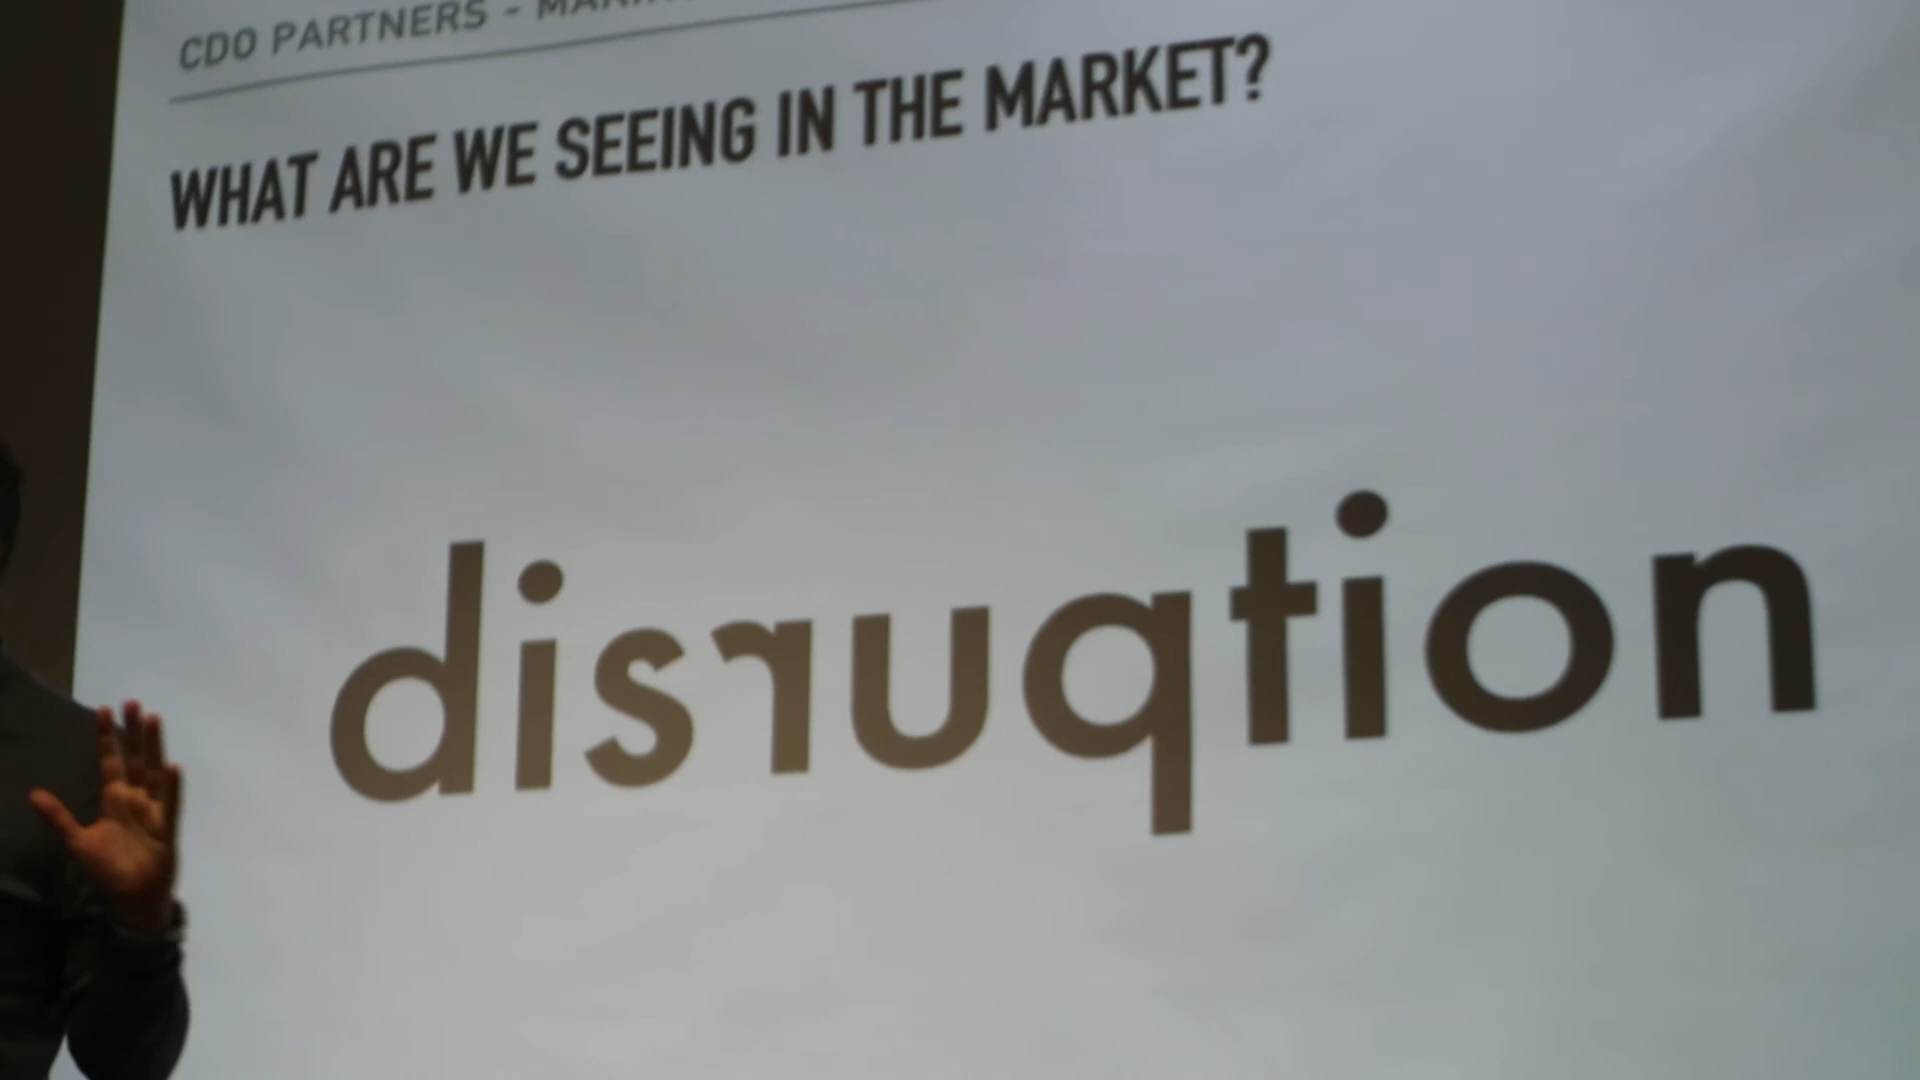 CDO PARTNERS -
WHAT ARE WE SEEING IN THE MARKET?
disruqtion